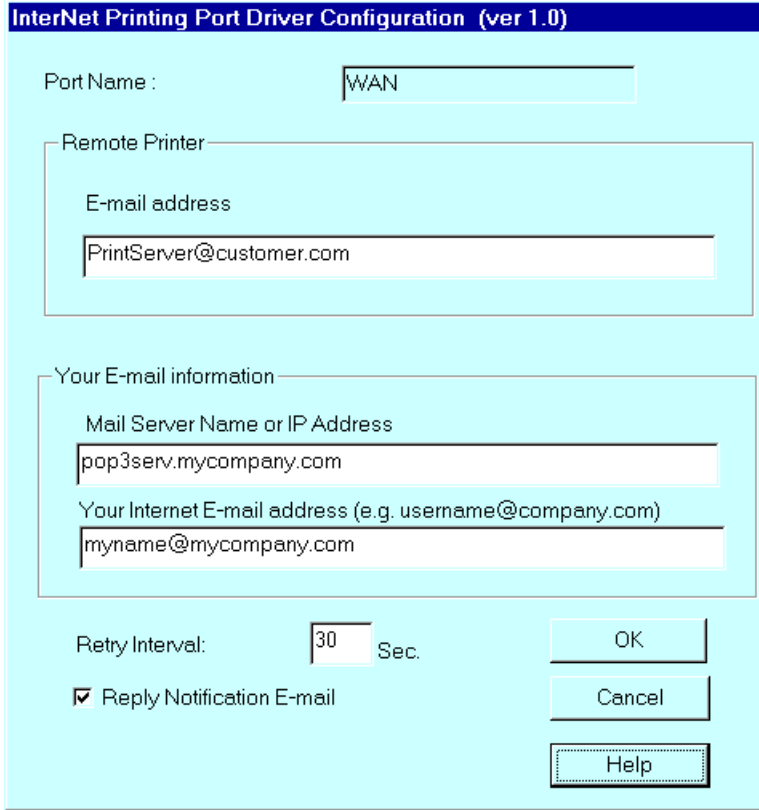 InterNet Printing Port Driver Configuration (ver 1.0)
Port Name : WAN
Remote Printer
E-mail address
PrintServer@customer.com
Your E-mail information
Mail Server Name or IP Address
pop3serv.mycompany.com
Your Internet E-mail address (e.g. username@company.com)
myname@mycompany.com
Retry Interval: 30 Sec. OK
Reply Notification E-mail Cancel
Help